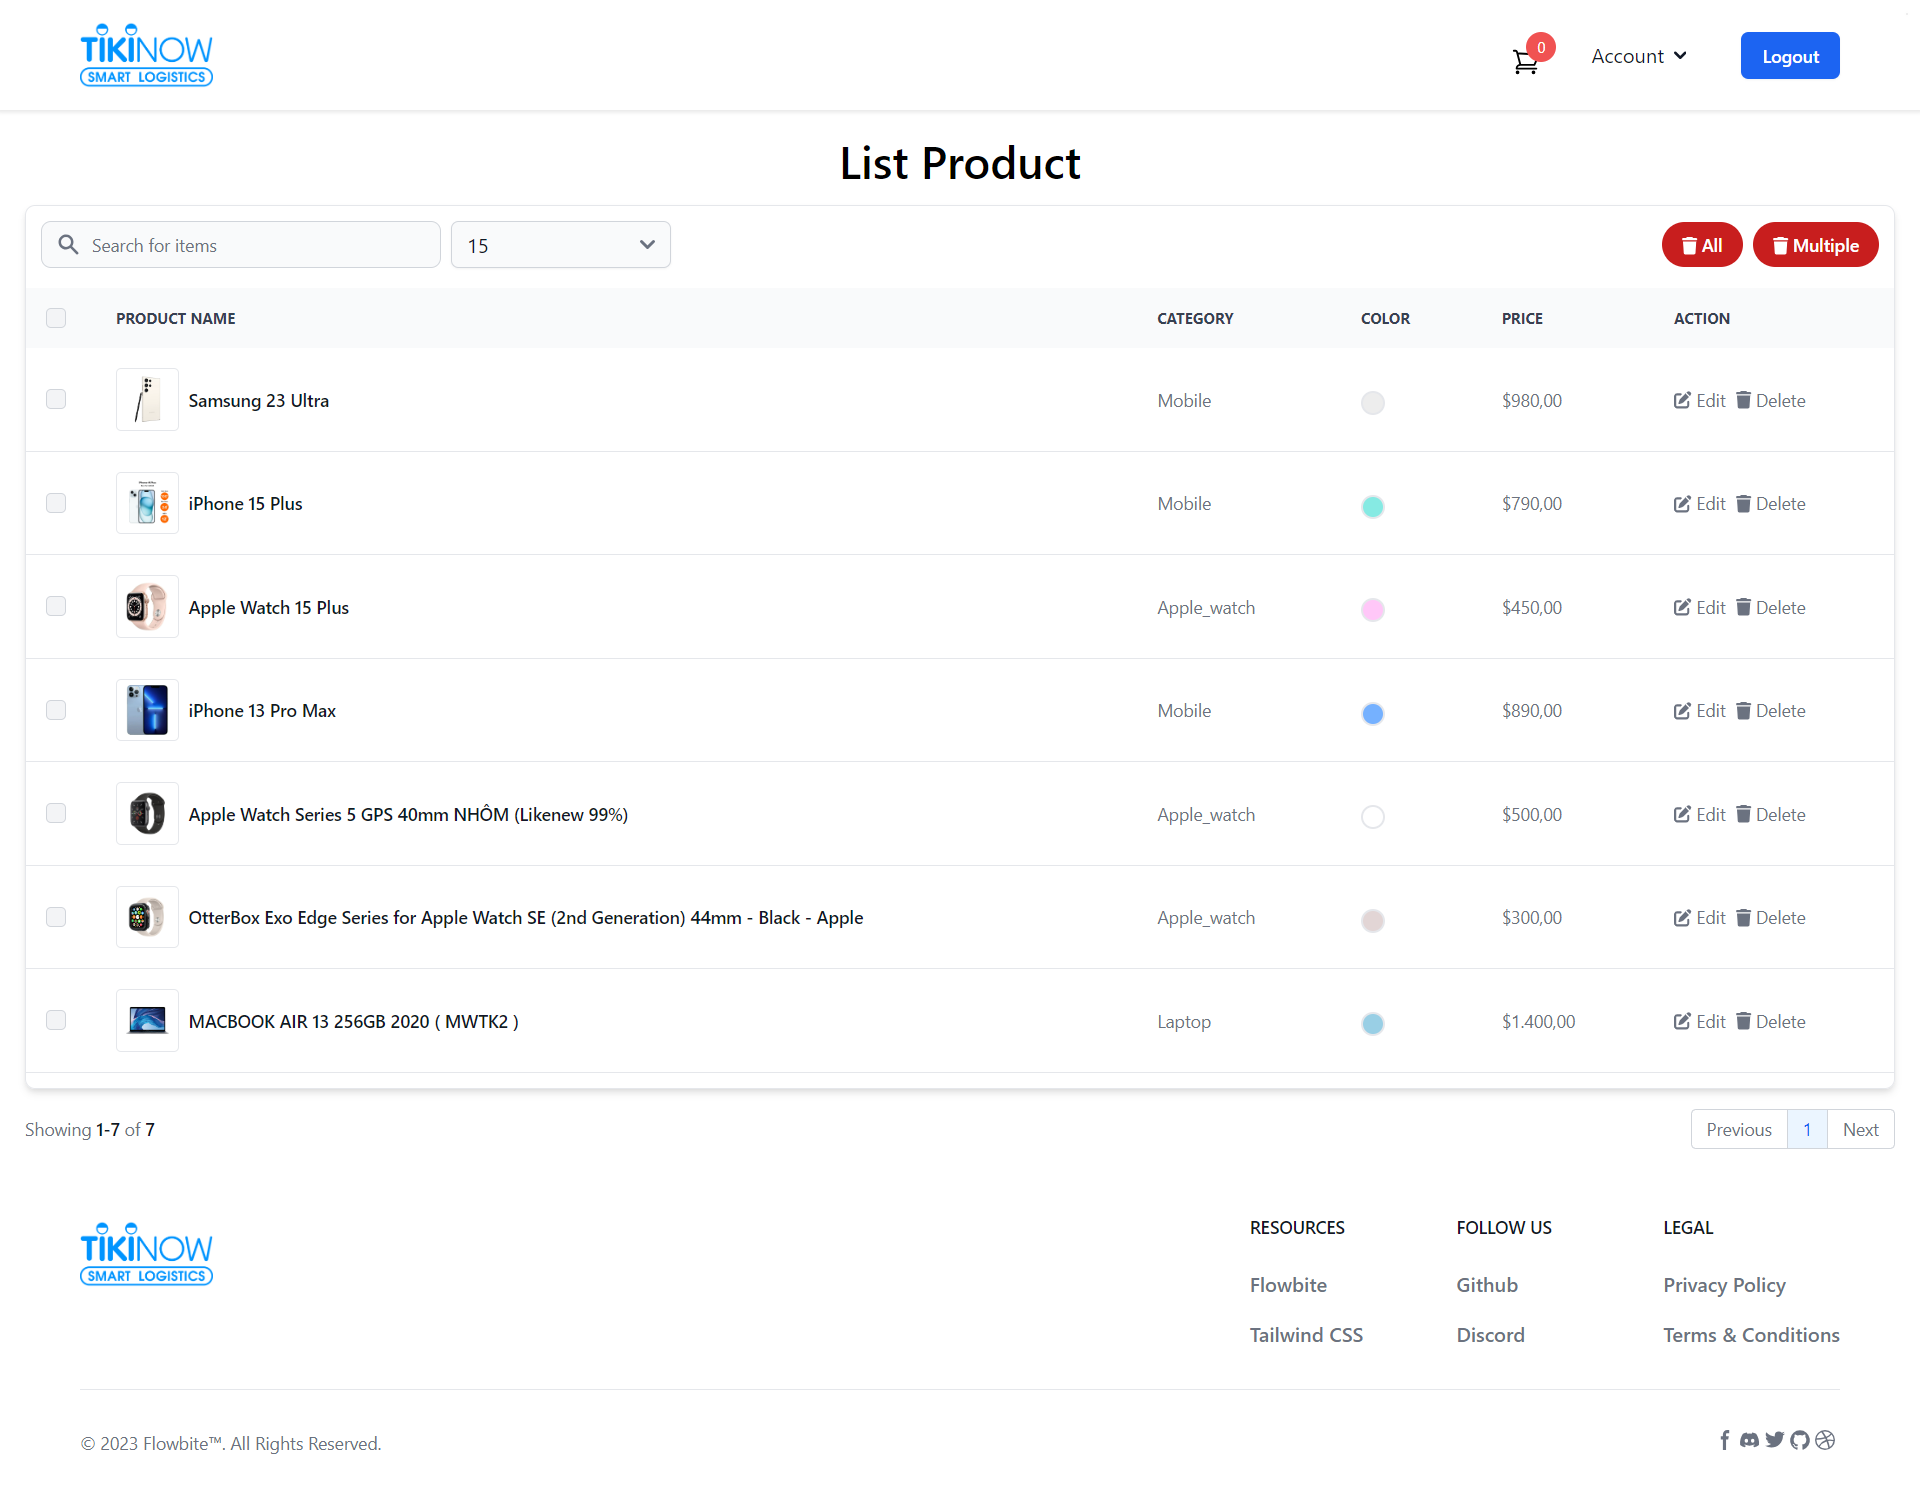 TIKINOW
SMART LOGISTICS
0
Account
Logout
List Product
Search for items
15
All
Multiple
PRODUCT NAME CATEGORY COLOR PRICE ACTION
Samsung 23 Ultra Mobile $980,00 Edit Delete
iPhone 15 Plus Mobile $790,00 Edit Delete
Apple Watch 15 Plus Apple_watch $450,00 Edit Delete
iPhone 13 Pro Max Mobile $890,00 Edit Delete
Apple Watch Series 5 GPS 40mm NHÔM (Likenew 99%) Apple_watch $500,00 Edit Delete
OtterBox Exo Edge Series for Apple Watch SE (2nd Generation) 44mm - Black - Apple Apple_watch $300,00 Edit Delete
MACBOOK AIR 13 256GB 2020 ( MWTK2 ) Laptop $1.400,00 Edit Delete
Showing 1-7 of 7
Previous 1 Next
TIKINOW
SMART LOGISTICS
RESOURCES FOLLOW US LEGAL
Flowbite Github Privacy Policy
Tailwind CSS Discord Terms & Conditions
© 2023 Flowbite™. All Rights Reserved.